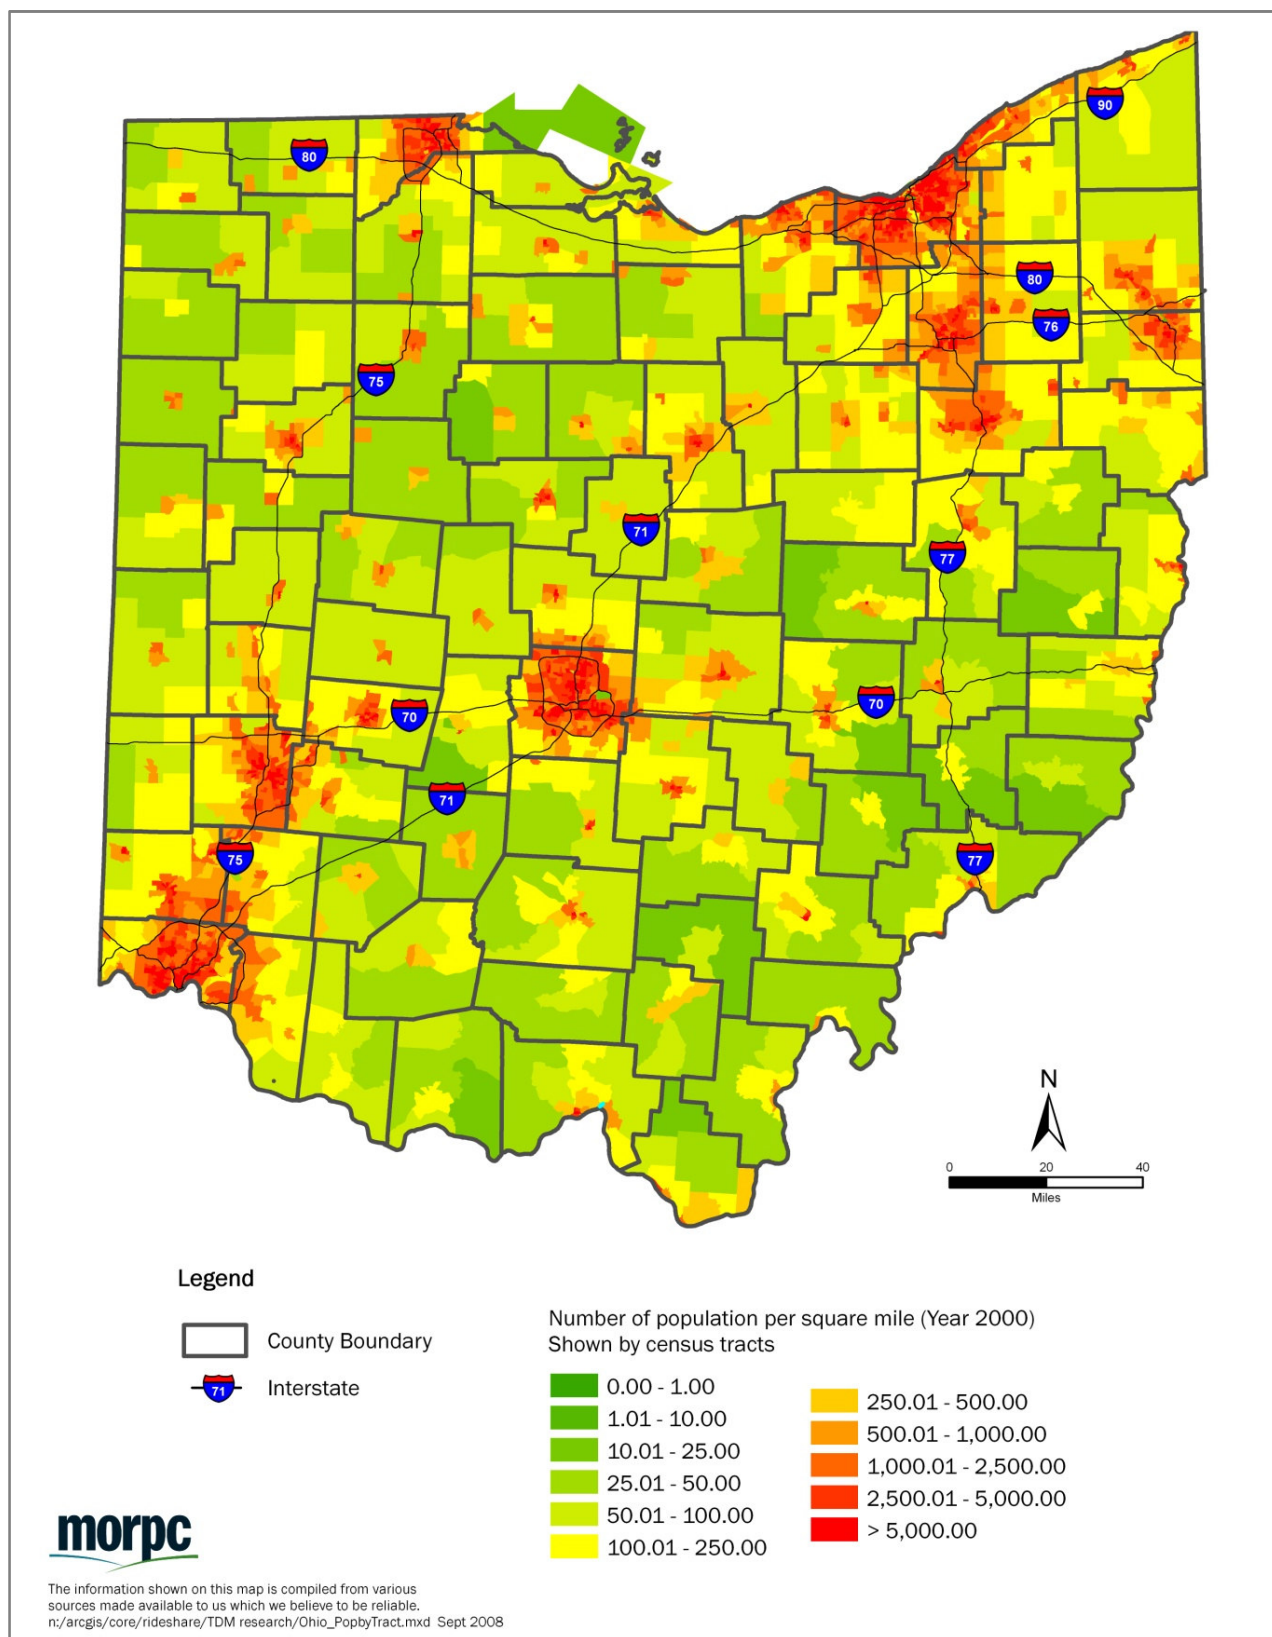 90
80
80
76
75
71
77
70
70
71
75
77
N
0 20 40
Miles
Legend
County Boundary
71
Interstate
Number of population per square mile (Year 2000)
Shown by census tracts
0.00 - 1.00
1.01 - 10.00
10.01 - 25.00
25.01 - 50.00
50.01 - 100.00
100.01 - 250.00
250.01 - 500.00
500.01 - 1,000.00
1,000.01 - 2,500.00
2,500.01 - 5,000.00
> 5,000.00
morpc
The information shown on this map is compiled from various
sources made available to us which we believe to be reliable.
n:/arcgis/core/rideshare/TDM research/Ohio_PopbyTract.mxd Sept 2008